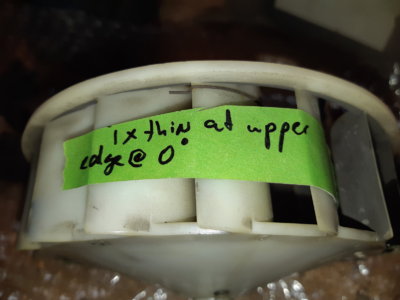 1x thin at upper
edge@ 0°